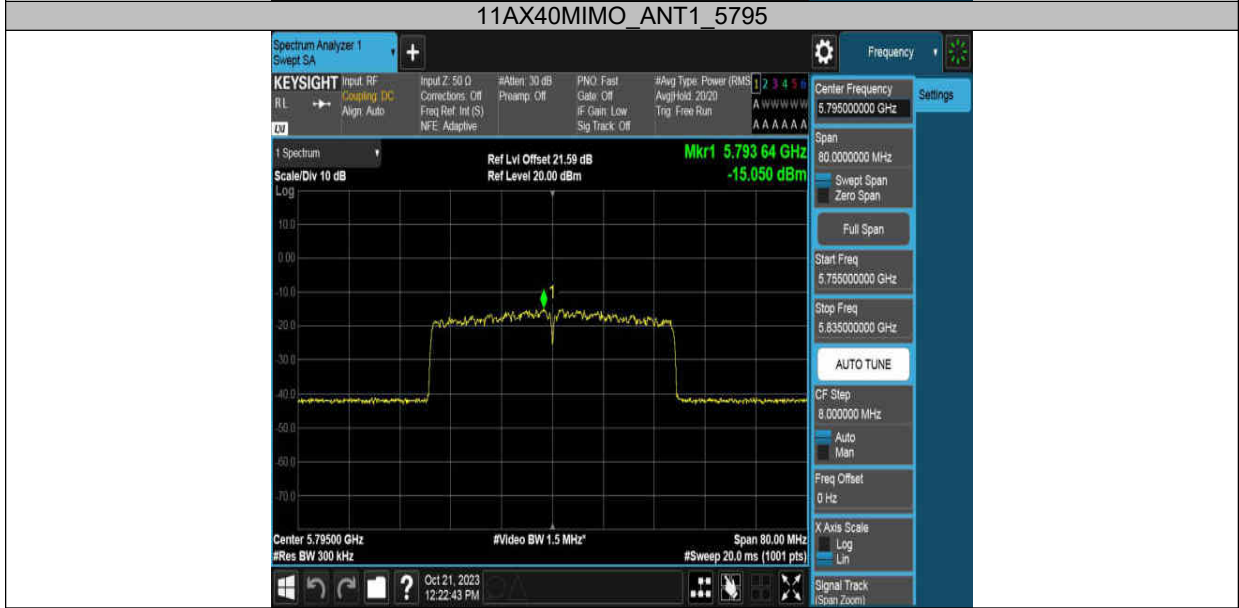 11AX40MIMO_ANT1_5795
Spectrum Analyzer 1
Swept SA
Frequency
KEYSIGHT
RL
LXI
Input: RF
Coupling: DC
Align: Auto
Input Z: 50 Ω
Corrections: Off
Freq Ref: Int (S)
NFE: Adaptive
#Atten: 30 dB
Preamp: Off
PNO: Fast
Gate: Off
IF Gain: Low
Sig Track: Off
#Avg Type: Power (RMS
Avg|Hold: 20/20
Trig: Free Run
1 2 3 4 5 6
A W W W W W
A A A A A A
Center Frequency
5.795000000 GHz
Settings
1 Spectrum
Scale/Div 10 dB
Log
Ref Lvl Offset 21.59 dB
Ref Level 20.00 dBm
Mkr1 5.793 64 GHz
-15.050 dBm
Span
80.0000000 MHz
Swept Span
Zero Span
Full Span
Start Freq
5.755000000 GHz
Stop Freq
5.835000000 GHz
AUTO TUNE
CF Step
8.000000 MHz
Auto
Man
Freq Offset
0 Hz
X Axis Scale
Log
Lin
Signal Track
(Span Zoom)
10.0
0.00
-10.0
1
-20.0
-30.0
-40.0
-50.0
-60.0
-70.0
Center 5.79500 GHz
#Res BW 300 kHz
#Video BW 1.5 MHz*
Span 80.00 MHz
#Sweep 20.0 ms (1001 pts)
?
Oct 21, 2023
12:22:43 PM